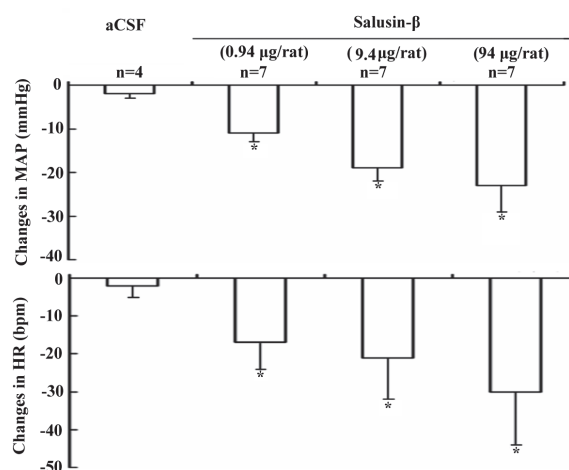 aCSF
Salusin-β
(0.94 µg/rat) (9.4µg/rat) (94 µg/rat)
n=4 n=7 n=7 n=7
Changes in MAP (mmHg)
0
-10
-20
-30
-40
* * *
Changes in HR (bpm)
0
-10
-20
-30
-40
-50
* * *